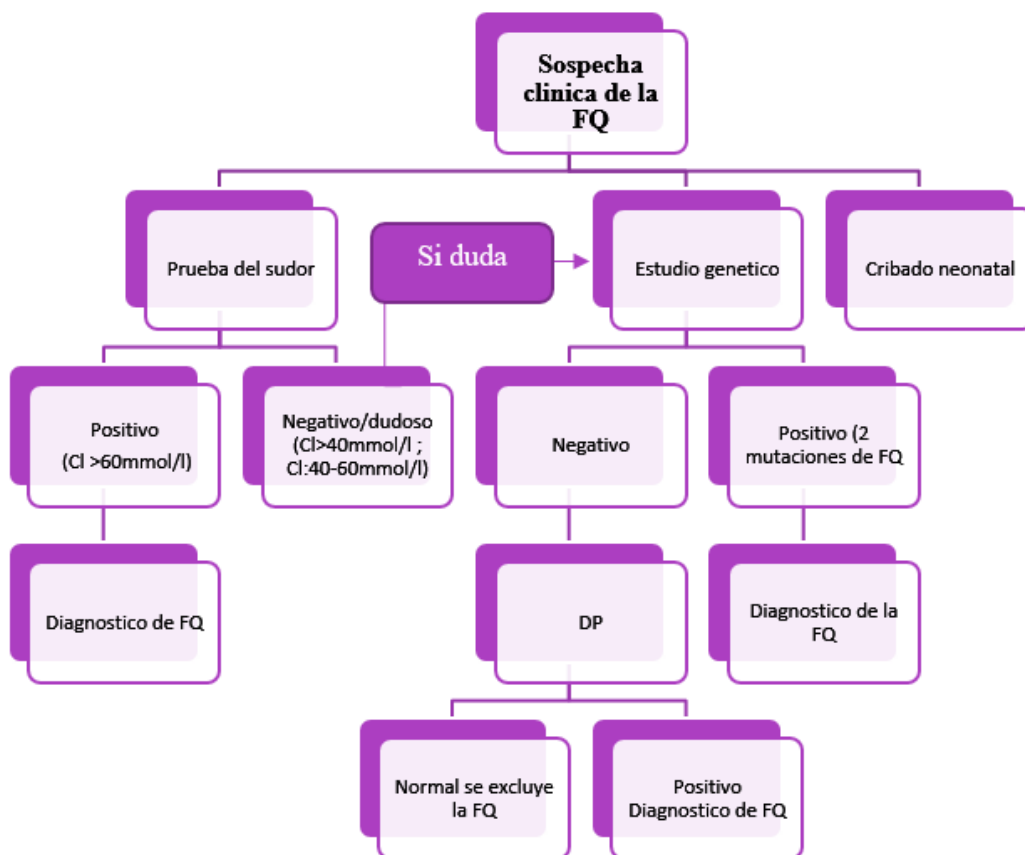 Sospecha
clinica de la
FQ
Prueba del sudor
Si duda
Estudio genetico
Cribado neonatal
Positivo
(Cl >60mmol/l)
Negativo/dudoso
(Cl>40mmol/l ;
Cl:40-60mmol/l)
Negativo
Positivo (2
mutaciones de FQ
Diagnostico de FQ
DP
Diagnostico de la
FQ
Normal se excluye
la FQ
Positivo
Diagnostico de FQ